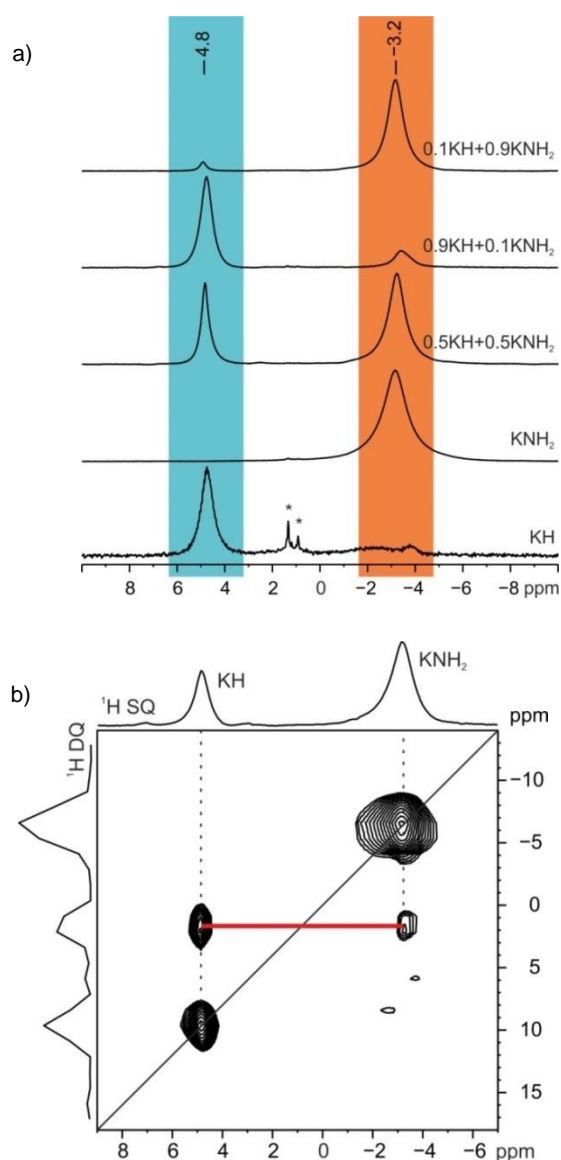 a)
—4.8
—-3.2
0.1KH+0.9KNH₂
0.9KH+0.1KNH₂
0.5KH+0.5KNH₂
KNH₂
* *
KH
8 6 4 2 0 -2 -4 -6 -8 -10 ppm
b)
KH
KNH₂
¹H SQ
ppm
¹H DQ
-10
-5
0
5
10
15
8 6 4 2 0 -2 -4 -6 ppm